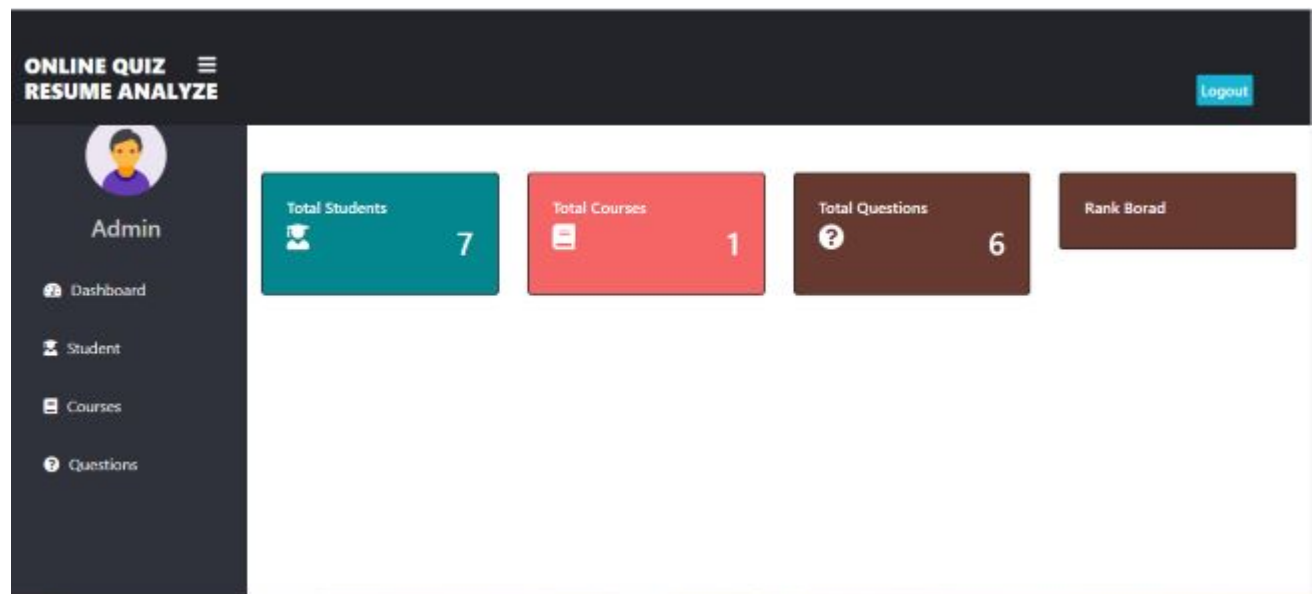 ONLINE QUIZ
RESUME ANALYZE
Logout
Admin
Dashboard
Student
Courses
Questions
Total Students
7
Total Courses
1
Total Questions
6
Rank Borad